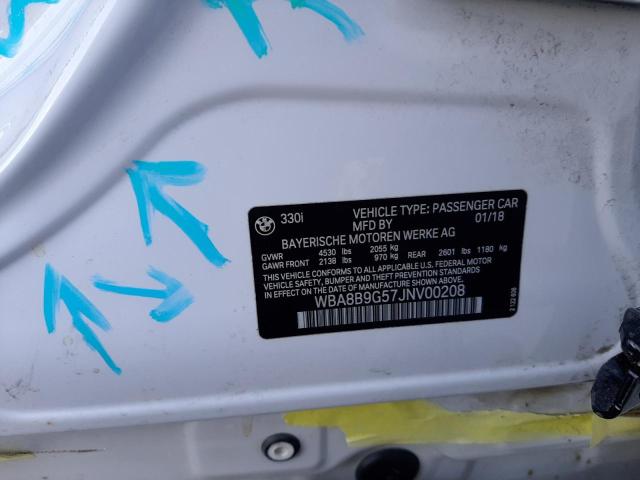 330i
VEHICLE TYPE: PASSENGER CAR
MFD BY 01/18
BAYERISCHE MOTOREN WERKE AG
GVWR 4530 lbs 2055 kg
GAWR FRONT 2138 lbs 970 kg REAR 2601 lbs 1180 kg
THIS VEHICLE CONFORMS TO ALL APPLICABLE U.S. FEDERAL MOTOR
VEHICLE SAFETY, BUMPER, AND THEFT PREVENTION STANDARDS
IN EFFECT ON THE DATE OF MANUFACTURE SHOWN ABOVE.
WBA8B9G57JNV00208